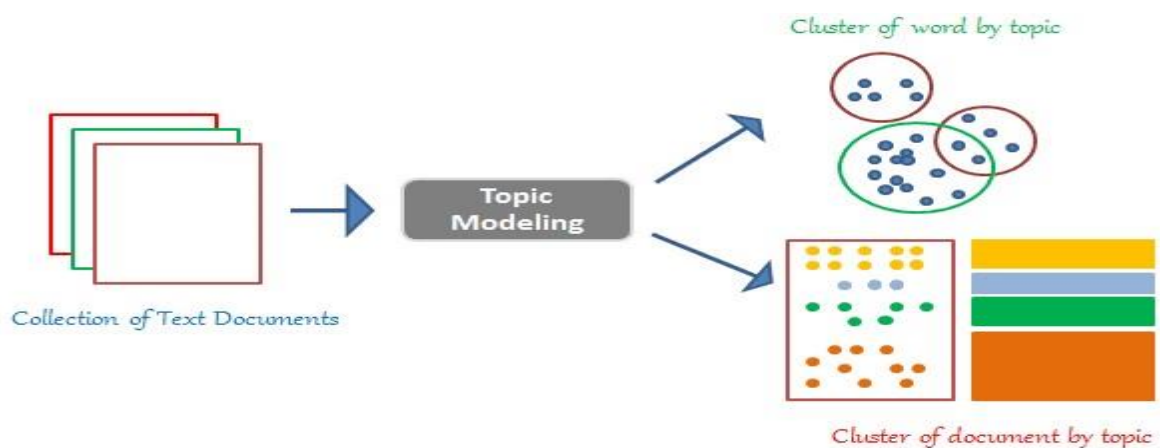 Cluster of word by topic
Topic
Modeling
Collection of Text Documents
Cluster of document by topic